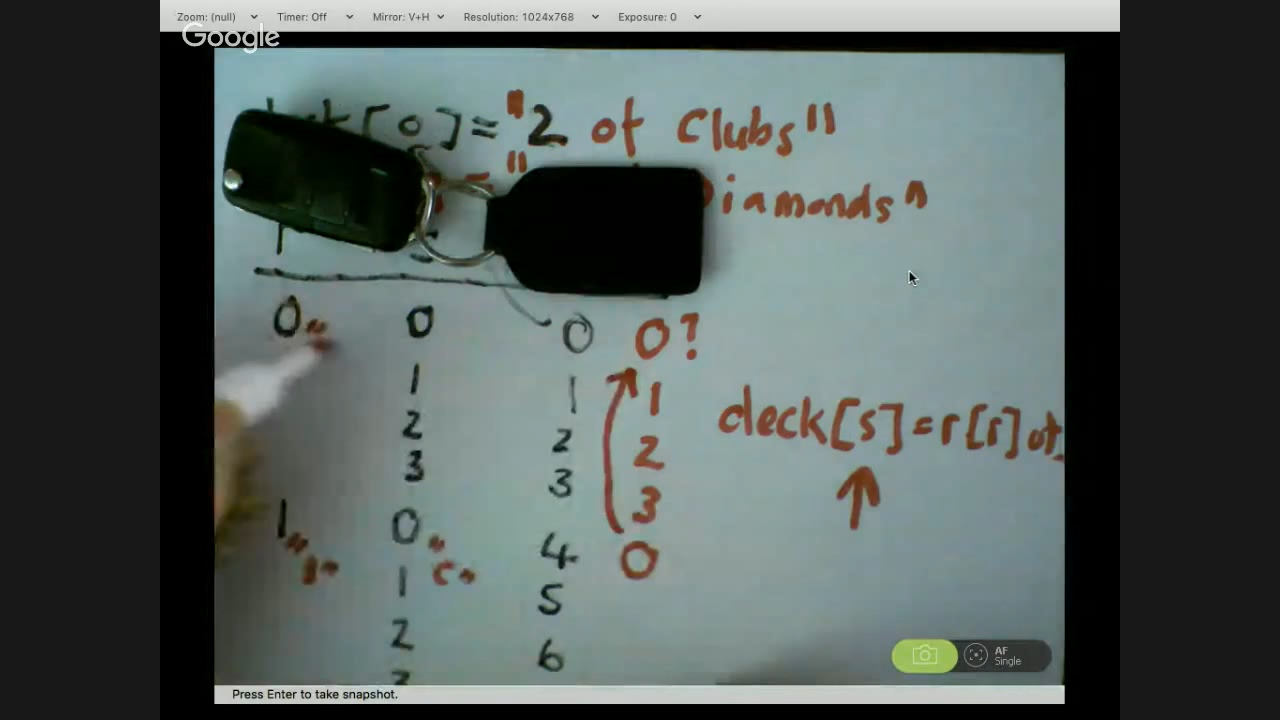 Zoom: (null) Timer: Off Mirror: V+H Resolution: 1024x768 Exposure: 0
Google
[0]="2 of Clubs"
" Diamonds"
0" 0 0 0?
1 1 1
2 2 2
3 3 3
deck[s]=r[r]of
1" 0" 4 0
1 c" 5
2 6
AF
Single
Press Enter to take snapshot.